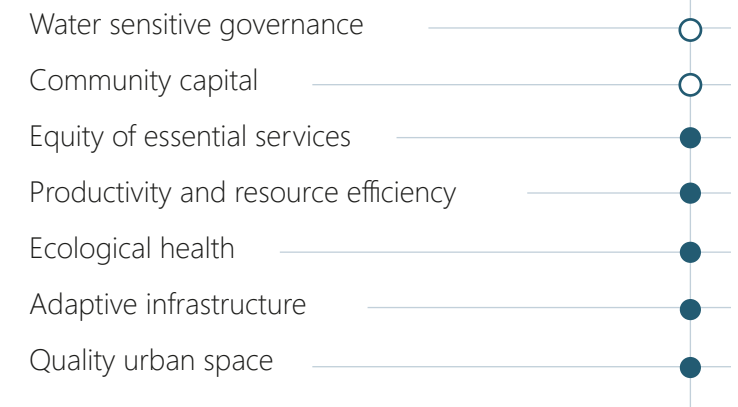 Water sensitive governance
Community capital
Equity of essential services
Productivity and resource efficiency
Ecological health
Adaptive infrastructure
Quality urban space